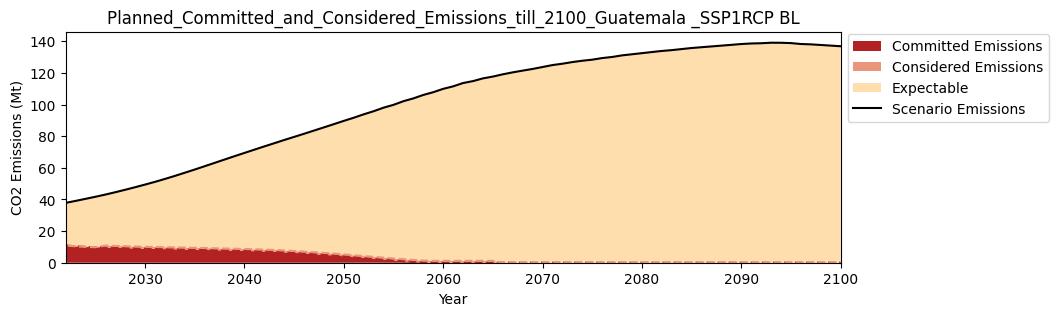 Planned_Committed_and_Considered_Emissions_till_2100_Guatemala _SSP1RCP BL
CO2 Emissions (Mt)
140
120
100
80
60
40
20
0
2030 2040 2050 2060 2070 2080 2090 2100
Year
Committed Emissions
Considered Emissions
Expectable
Scenario Emissions